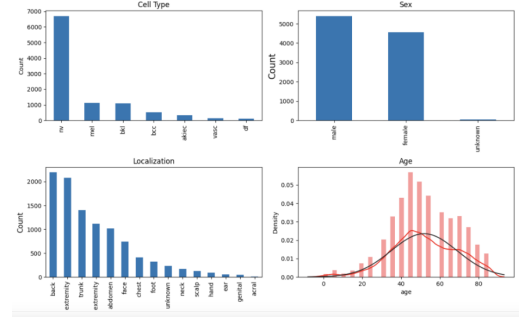 Cell Type
Count
7000
6000
5000
4000
3000
2000
1000
0
nv
mel
bkl
bcc
akiec
vasc
df
Sex
Count
5000
4000
3000
2000
1000
0
male
female
unknown
Localization
Count
2000
1500
1000
500
0
back
extremity
trunk
extremity
abdomen
face
chest
foot
unknown
neck
scalp
hand
ear
genital
acral
Age
Density
0.05
0.04
0.03
0.02
0.01
0.00
0
20
40
60
80
age